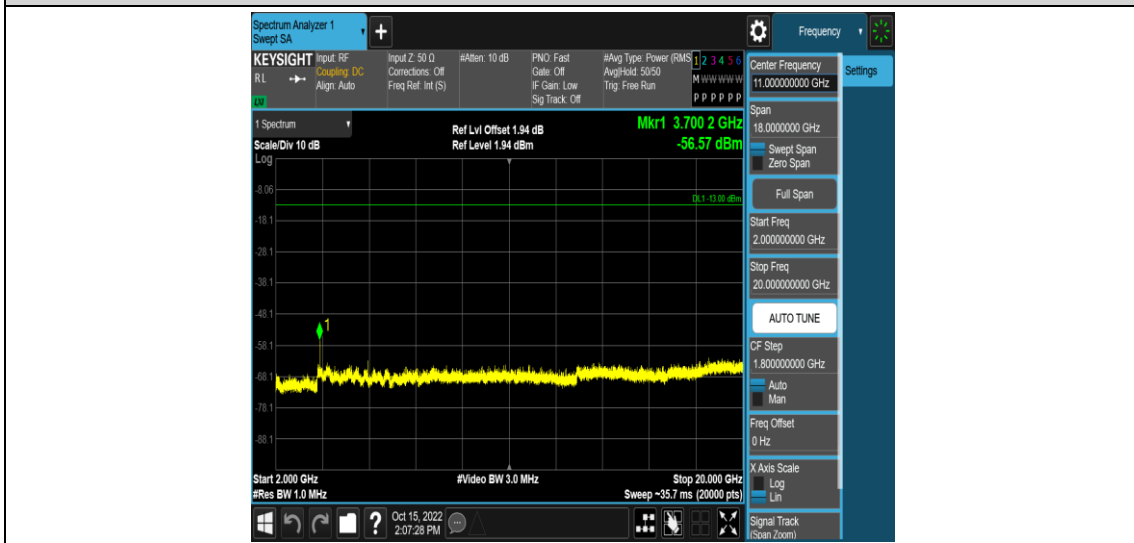 Spectrum Analyzer 1
Swept SA
+
Frequency
KEYSIGHT
RL
LXI
Input: RF
Coupling: DC
Align: Auto
Input Z: 50 Ω
Corrections: Off
Freq Ref: Int (S)
#Atten: 10 dB
PNO: Fast
Gate: Off
IF Gain: Low
Sig Track: Off
#Avg Type: Power (RMS
Avg|Hold: 50/50
Trig: Free Run
1 2 3 4 5 6
M W W W W W
P P P P P P
1 Spectrum
Scale/Div 10 dB
Log
Ref Lvl Offset 1.94 dB
Ref Level 1.94 dBm
Mkr1 3.700 2 GHz
-56.57 dBm
DL1 -13.00 dBm
-8.06
-18.1
-28.1
-38.1
-48.1
-58.1
-68.1
-78.1
-88.1
1
Start 2.000 GHz
#Res BW 1.0 MHz
#Video BW 3.0 MHz
Stop 20.000 GHz
Sweep ~35.7 ms (20000 pts)
Oct 15, 2022
2:07:28 PM
?
Center Frequency
11.000000000 GHz
Settings
Span
18.0000000 GHz
Swept Span
Zero Span
Full Span
Start Freq
2.000000000 GHz
Stop Freq
20.000000000 GHz
AUTO TUNE
CF Step
1.800000000 GHz
Auto
Man
Freq Offset
0 Hz
X Axis Scale
Log
Lin
Signal Track
(Span Zoom)